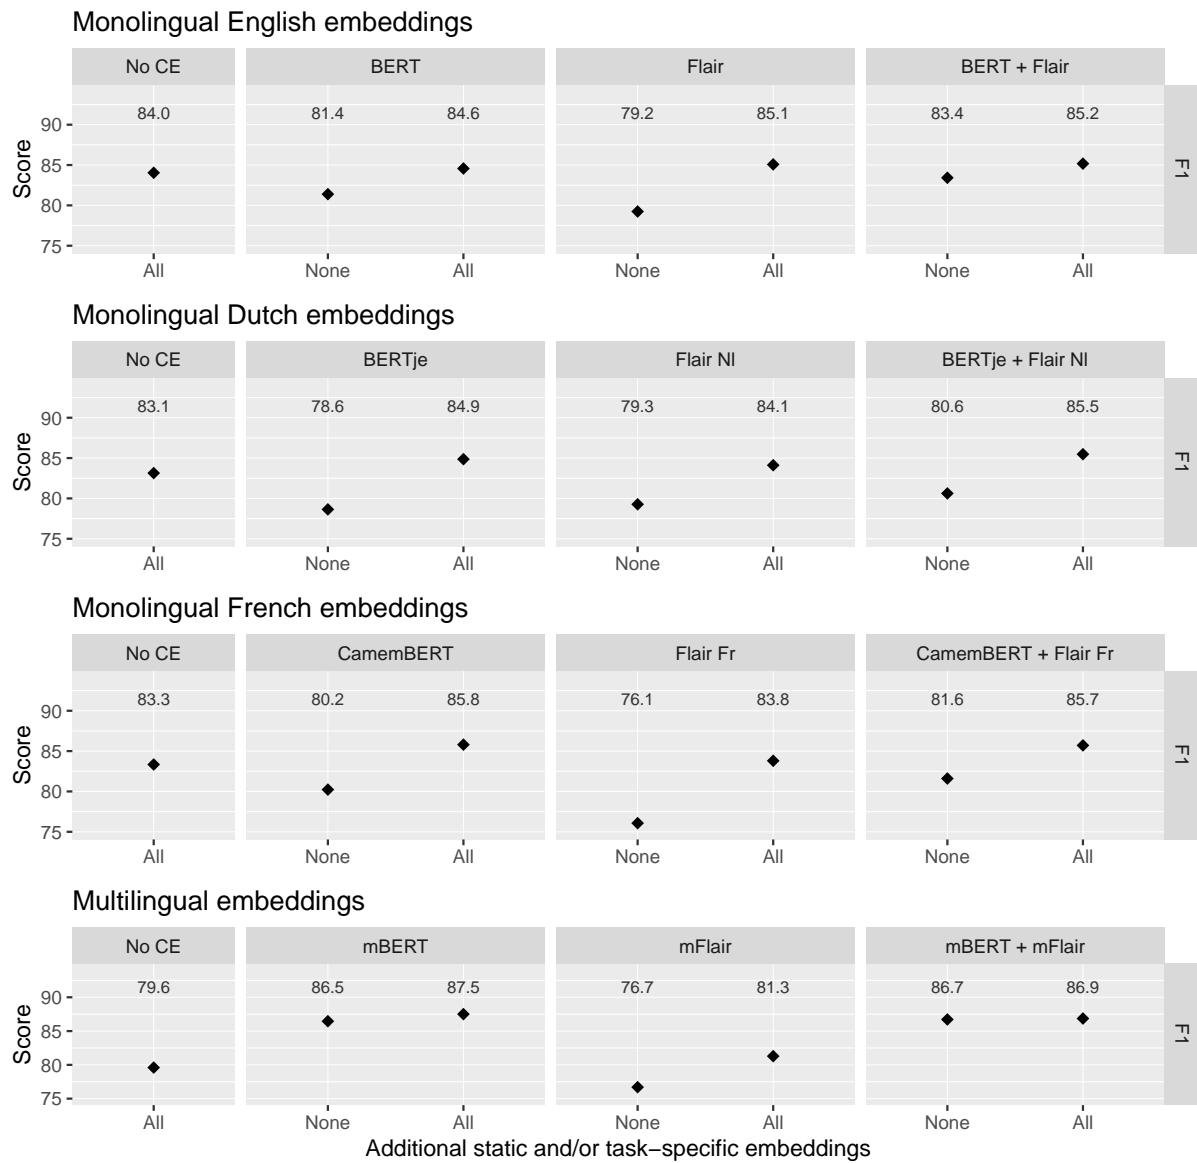 Monolingual English embeddings
No CE BERT Flair BERT + Flair
84.0 81.4 84.6 79.2 85.1 83.4 85.2
90
85
80
75
Score
F1
All None All None All None All
Monolingual Dutch embeddings
No CE BERTje Flair Nl BERTje + Flair Nl
83.1 78.6 84.9 79.3 84.1 80.6 85.5
90
85
80
75
Score
F1
All None All None All None All
Monolingual French embeddings
No CE CamemBERT Flair Fr CamemBERT + Flair Fr
83.3 80.2 85.8 76.1 83.8 81.6 85.7
90
85
80
75
Score
F1
All None All None All None All
Multilingual embeddings
No CE mBERT mFlair mBERT + mFlair
79.6 86.5 87.5 76.7 81.3 86.7 86.9
90
85
80
75
Score
F1
All None All None All None All
Additional static and/or task−specific embeddings